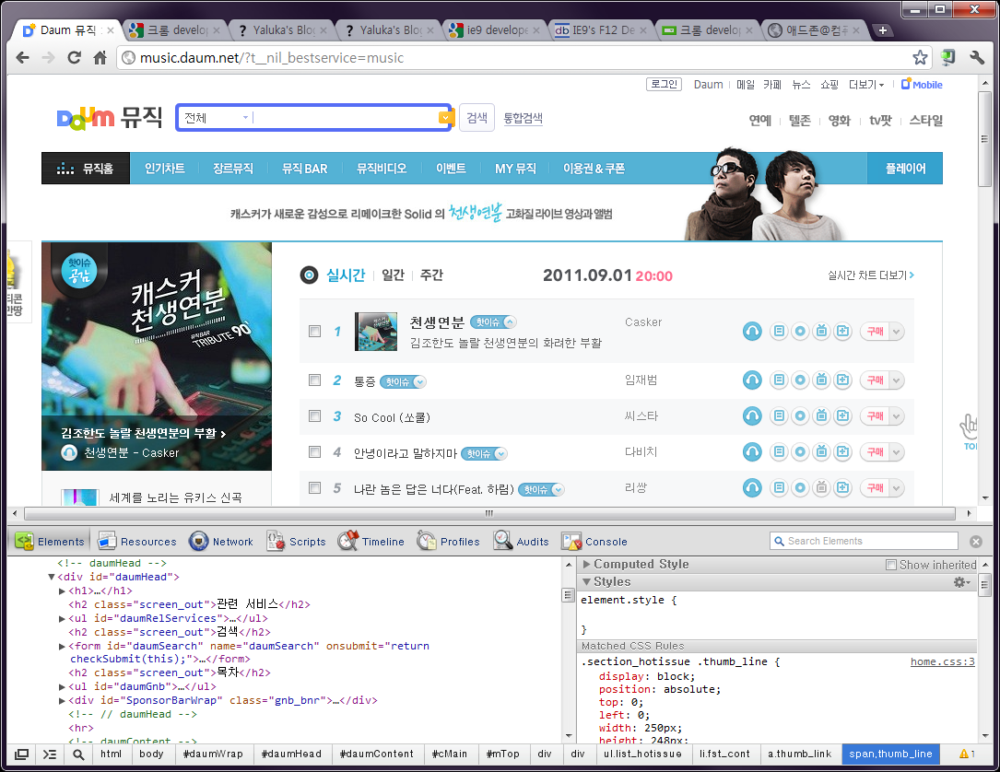 Daum 뮤직
크롬 develo
Yaluka's Blo
Yaluka's Blo
ie9 develope
IE9's F12 De
크롬 develo
애드존@컴
music.daum.net/?t__nil_bestservice=music
로그인 Daum 메일 카페 뉴스 쇼핑 더보기 Mobile
Daum 뮤직 전체 검색 통합검색
연예 텔존 영화 tv팟 스타일
뮤직홈 인기차트 장르뮤직 뮤직 BAR 뮤직비디오 이벤트 MY 뮤직 이용권 & 쿠폰 플레이어
캐스커가 새로운 감성으로 리메이크한 Solid 의 천생연분 고화질 라이브 영상과 앨범
티콘
만땅
핫이슈
공감
캐스커
천생연분
뮤직BAR
TRIBUTE 90'
김조한도 놀랄 천생연분의 부활 >
천생연분 - Casker
세계를 노리는 유키스 신곡
실시간 일간 주간
2011.09.01 20:00
실시간 차트 더보기 >
1 천생연분 핫이슈 Casker 구매
김조한도 놀랄 천생연분의 화려한 부활
2 통증 핫이슈 임재범 구매
3 So Cool (쏘쿨) 씨스타 구매
4 안녕이라고 말하지마 핫이슈 다비치 구매
5 나란 놈은 답은 너다(Feat. 하림) 핫이슈 리쌍 구매
TOP
Elements Resources Network Scripts Timeline Profiles Audits Console
Search Elements
<!-- daumHead -->
▼<div id="daumHead">
▶<h1>…</h1>
<h2 class="screen_out">관련 서비스</h2>
▶<ul id="daumRelServices">…</ul>
<h2 class="screen_out">검색</h2>
▶<form id="daumSearch" name="daumSearch" onsubmit="return
checkSubmit(this);">…</form>
<h2 class="screen_out">목차</h2>
▶<ul id="daumGnb">…</ul>
▶<div id="SponsorBarWrap" class="gnb_bnr">…</div>
<!-- // daumHead -->
<hr>
<!-- daumContent -->
▶ Computed Style Show inherited
▼ Styles
element.style {
}
Matched CSS Rules
.section_hotissue .thumb_line { home.css:3
display: block;
position: absolute;
top: 0;
left: 0;
width: 250px;
height: 248px;
html body #daumWrap #daumHead #daumContent #cMain #mTop div div ul.list_hotissue li.fst_cont a.thumb_link span.thumb_line 1